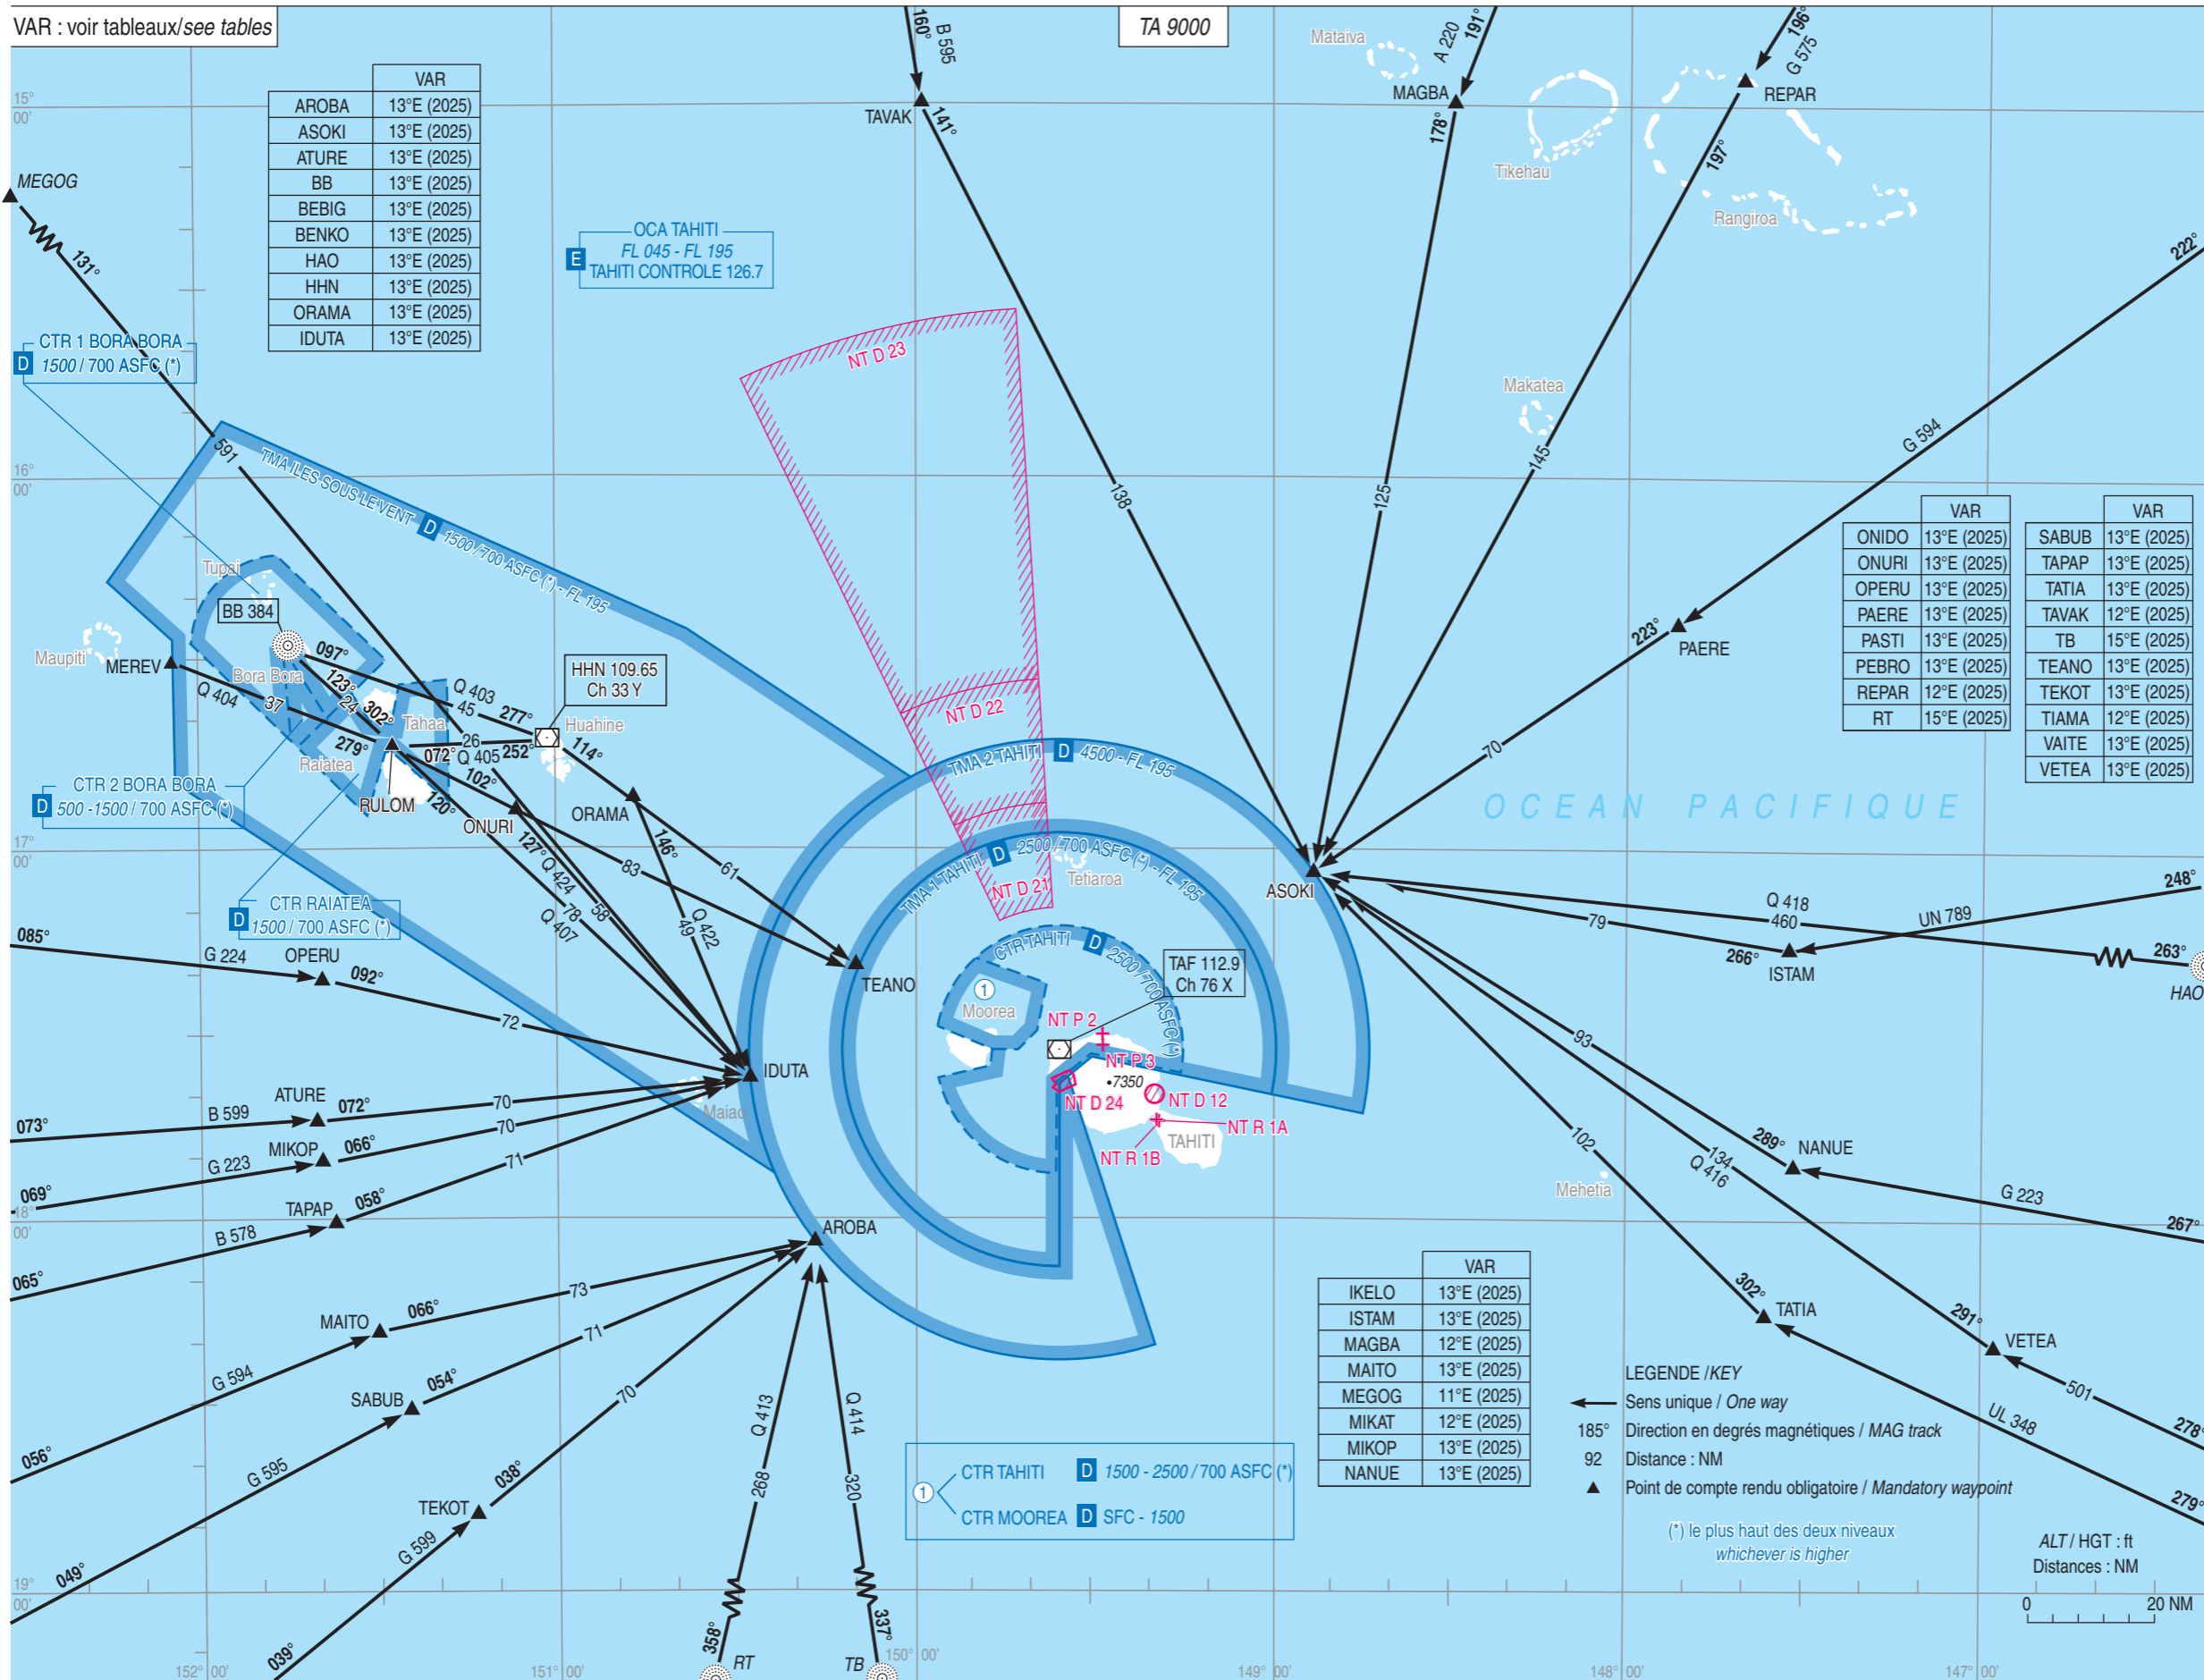 VAR : voir tableaux/see tables
TA 9000
160°
B 595
A 220
191°
196°
G 575
Mataiva
MAGBA
REPAR
TAVAK
141°
178°
197°
Tikehau
Rangiroa
222°
15°
00'
MEGOG
131°
VAR
AROBA 13°E (2025)
ASOKI 13°E (2025)
ATURE 13°E (2025)
BB 13°E (2025)
BEBIG 13°E (2025)
BENKO 13°E (2025)
HAO 13°E (2025)
HHN 13°E (2025)
ORAMA 13°E (2025)
IDUTA 13°E (2025)
OCA TAHITI
E FL 045 - FL 195
TAHITI CONTROLE 126.7
CTR 1 BORA BORA
D 1500 / 700 ASFC (*)
NT D 23
Makatea
G 594
591
TMA ILES SOUS LE VENT D 1500 / 700 ASFC (*) - FL 195
16°
00'
138
125
145
VAR
ONIDO 13°E (2025)
ONURI 13°E (2025)
OPERU 13°E (2025)
PAERE 13°E (2025)
PASTI 13°E (2025)
PEBRO 13°E (2025)
REPAR 12°E (2025)
RT 15°E (2025)
VAR
SABUB 13°E (2025)
TAPAP 13°E (2025)
TATIA 13°E (2025)
TAVAK 12°E (2025)
TB 15°E (2025)
TEANO 13°E (2025)
TEKOT 13°E (2025)
TIAMA 12°E (2025)
VAITE 13°E (2025)
VETEA 13°E (2025)
Tupai
BB 384
Maupiti
MEREV
Bora Bora
097°
123°
24
302°
Q 404
37
Q 403
45
277°
HHN 109.65
Ch 33 Y
Huahine
Tahaa
279°
072°
26
Q 405
252°
114°
Raiatea
102°
RULOM
120°
ONURI
ORAMA
CTR 2 BORA BORA
D 500 -1500 / 700 ASFC (*)
NT D 22
223°
PAERE
70
TMA 2 TAHITI D 4500 - FL 195
OCEAN PACIFIQUE
17°
00'
127°
Q 424
78
Q 407
58
83
146°
Q 422
49
61
TMA 1 TAHITI D 2500 / 700 ASFC (*) - FL 195
NT D 21
Tetiaroa
ASOKI
CTR RAIATEA
D 1500 / 700 ASFC (*)
Q 418
460
79
UN 789
248°
266°
ISTAM
263°
HAO
085°
G 224
OPERU
092°
72
TEANO
CTR TAHITI D 2500 / 700 ASFC (*)
1
Moorea
TAF 112.9
Ch 76 X
NT P 2
NT P 3
7350
NT D 24
NT D 12
NT R 1A
NT R 1B
TAHITI
IDUTA
Maiao
93
ATURE
B 599
072°
70
073°
MIKOP
G 223
066°
70
069°
TAPAP
058°
71
B 578
065°
18°
00'
102
134
Q 416
289°
NANUE
G 223
267°
Mehetia
AROBA
302°
TATIA
291°
VETEA
501
278°
UL 348
279°
MAITO
066°
73
G 594
056°
SABUB
054°
71
G 595
049°
TEKOT
038°
70
G 599
039°
Q 413
268
358°
RT
Q 414
320
337°
TB
VAR
IKELO 13°E (2025)
ISTAM 13°E (2025)
MAGBA 12°E (2025)
MAITO 13°E (2025)
MEGOG 11°E (2025)
MIKAT 12°E (2025)
MIKOP 13°E (2025)
NANUE 13°E (2025)
LEGENDE /KEY
Sens unique / One way
185° Direction en degrés magnétiques / MAG track
92 Distance : NM
Point de compte rendu obligatoire / Mandatory waypoint
(*) le plus haut des deux niveaux
whichever is higher
ALT / HGT : ft
Distances : NM
0 20 NM
CTR TAHITI D 1500 - 2500 / 700 ASFC (*)
1
CTR MOOREA D SFC - 1500
19°
00'
152° 00'
151° 00'
150° 00'
149° 00'
148° 00'
147° 00'